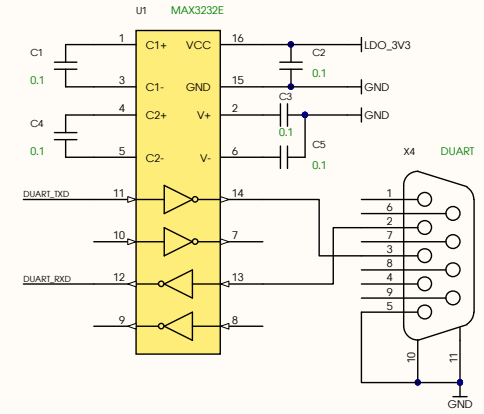 U1 MAX3232E
1 C1+ VCC 16 LDO_3V3
C1 C2
0.1 0.1
3 C1- GND 15 GND
C3
4 C2+ V+ 2 GND
C4 0.1
0.1 C5
5 C2- V- 6 0.1
X4 DUART
DUART_TXD 11 14
10 7
DUART_RXD 12 13
9 8
1
6
2
7
3
8
4
9
5
10 11
GND